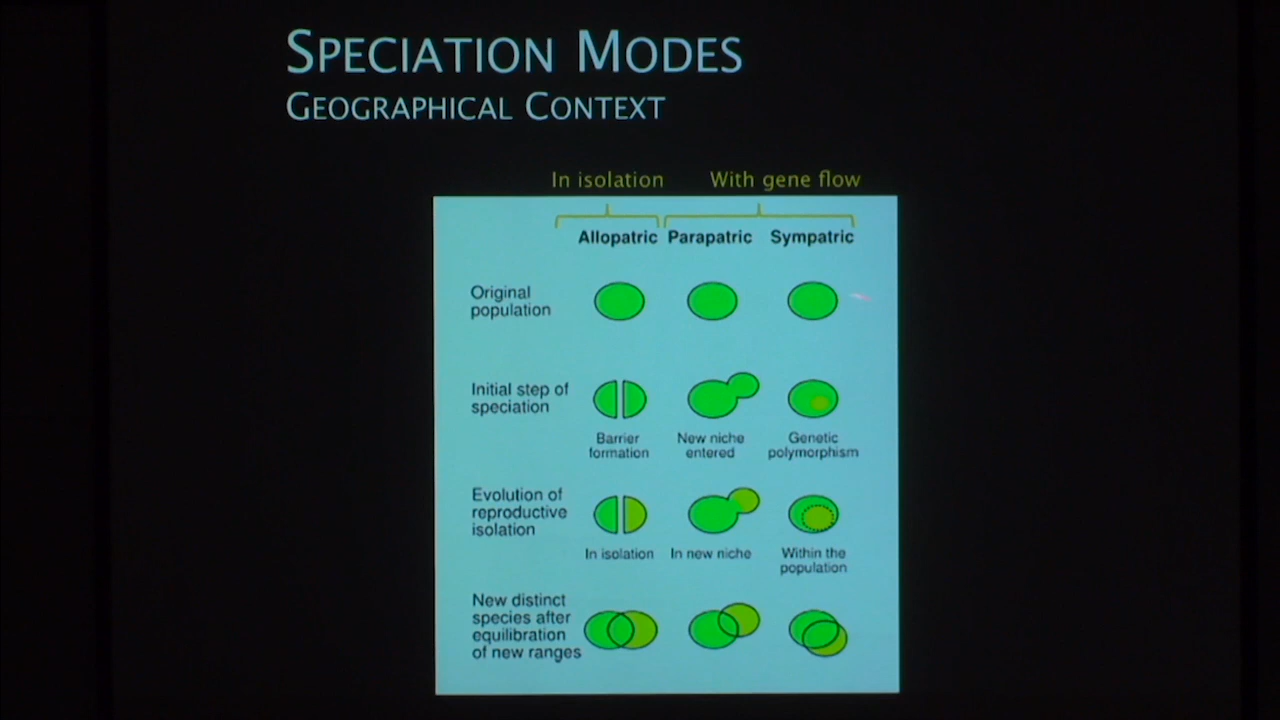 SPECIATION MODES
GEOGRAPHICAL CONTEXT
In isolation With gene flow
Allopatric Parapatric Sympatric
Original
population
Initial step of
speciation
Barrier
formation
New niche
entered
Genetic
polymorphism
Evolution of
reproductive
isolation
In isolation
In new niche
Within the
population
New distinct
species after
equilibration
of new ranges